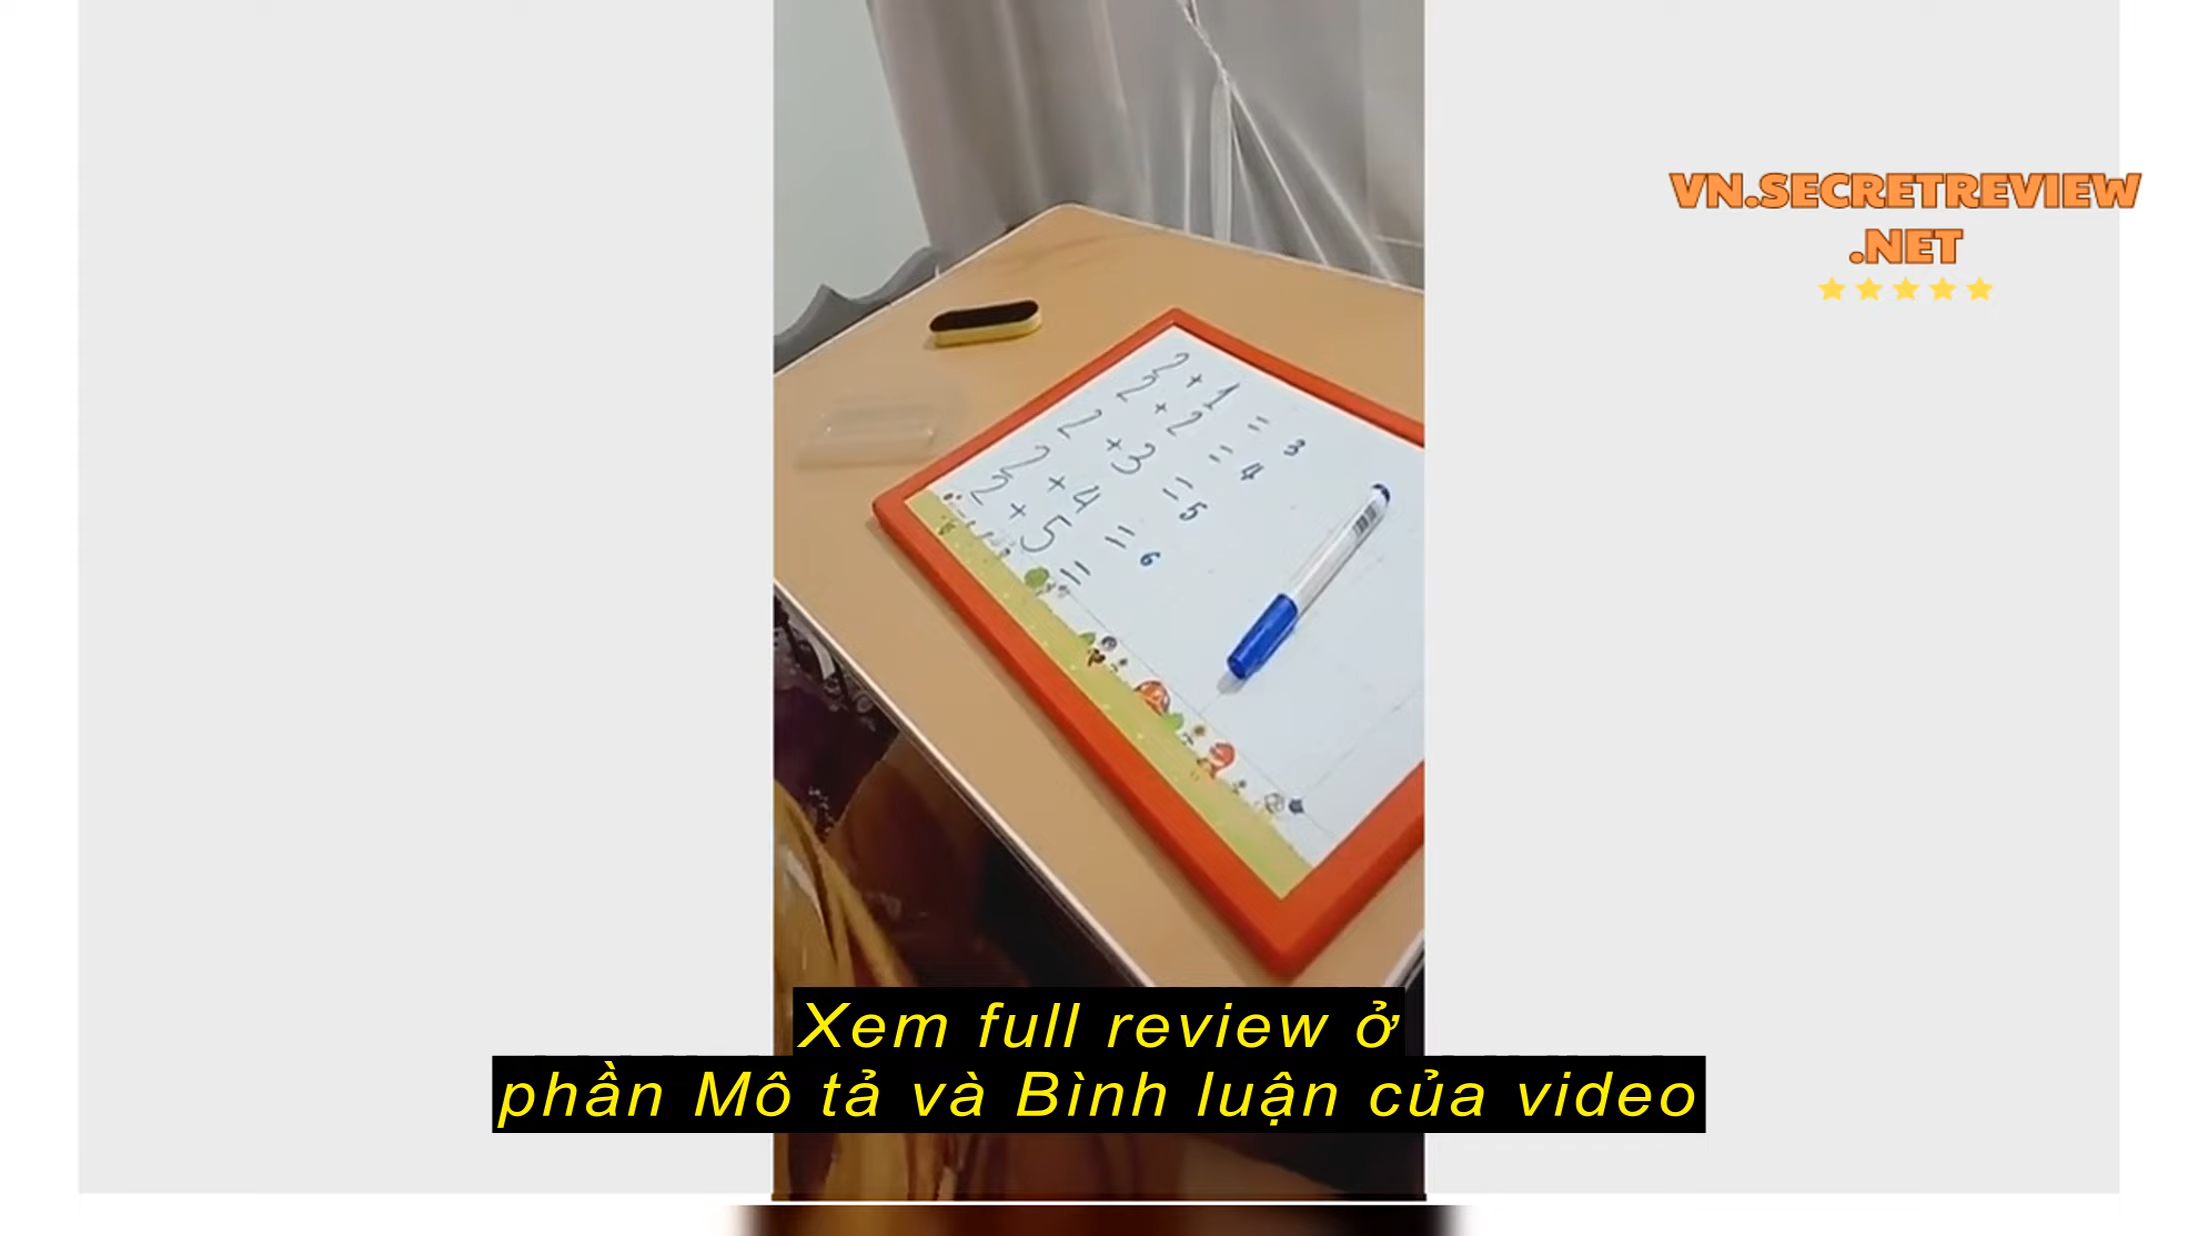 VN.SECRETREVIEW
.NET
2 + 1 = 3
2 + 2 = 4
2 + 3 = 5
2 + 4 = 6
2 + 5 =
Xem full review ở
phần Mô tả và Bình luận của video